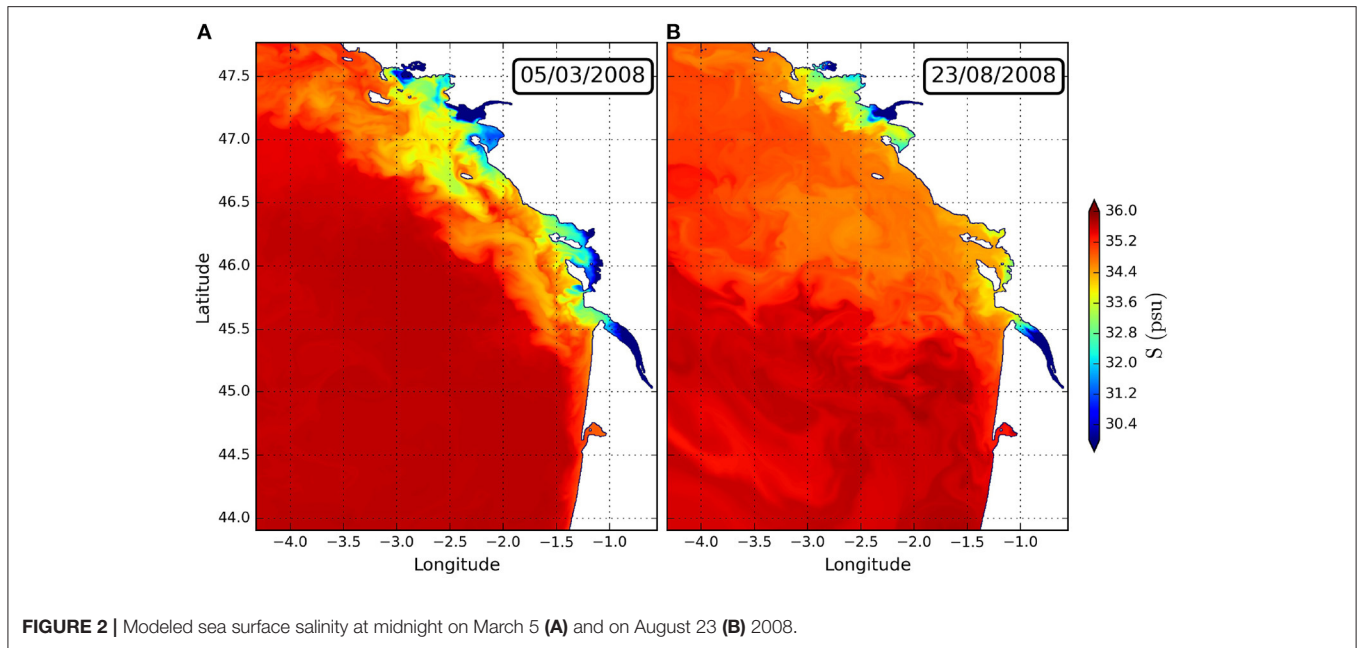 A
B
05/03/2008
23/08/2008
47.5
47.0
46.5
46.0
45.5
45.0
44.5
44.0
Latitude
−4.0 −3.5 −3.0 −2.5 −2.0 −1.5 −1.0
Longitude
−4.0 −3.5 −3.0 −2.5 −2.0 −1.5 −1.0
Longitude
36.0
35.2
34.4
33.6
32.8
32.0
31.2
30.4
S (psu)
FIGURE 2 | Modeled sea surface salinity at midnight on March 5 (A) and on August 23 (B) 2008.